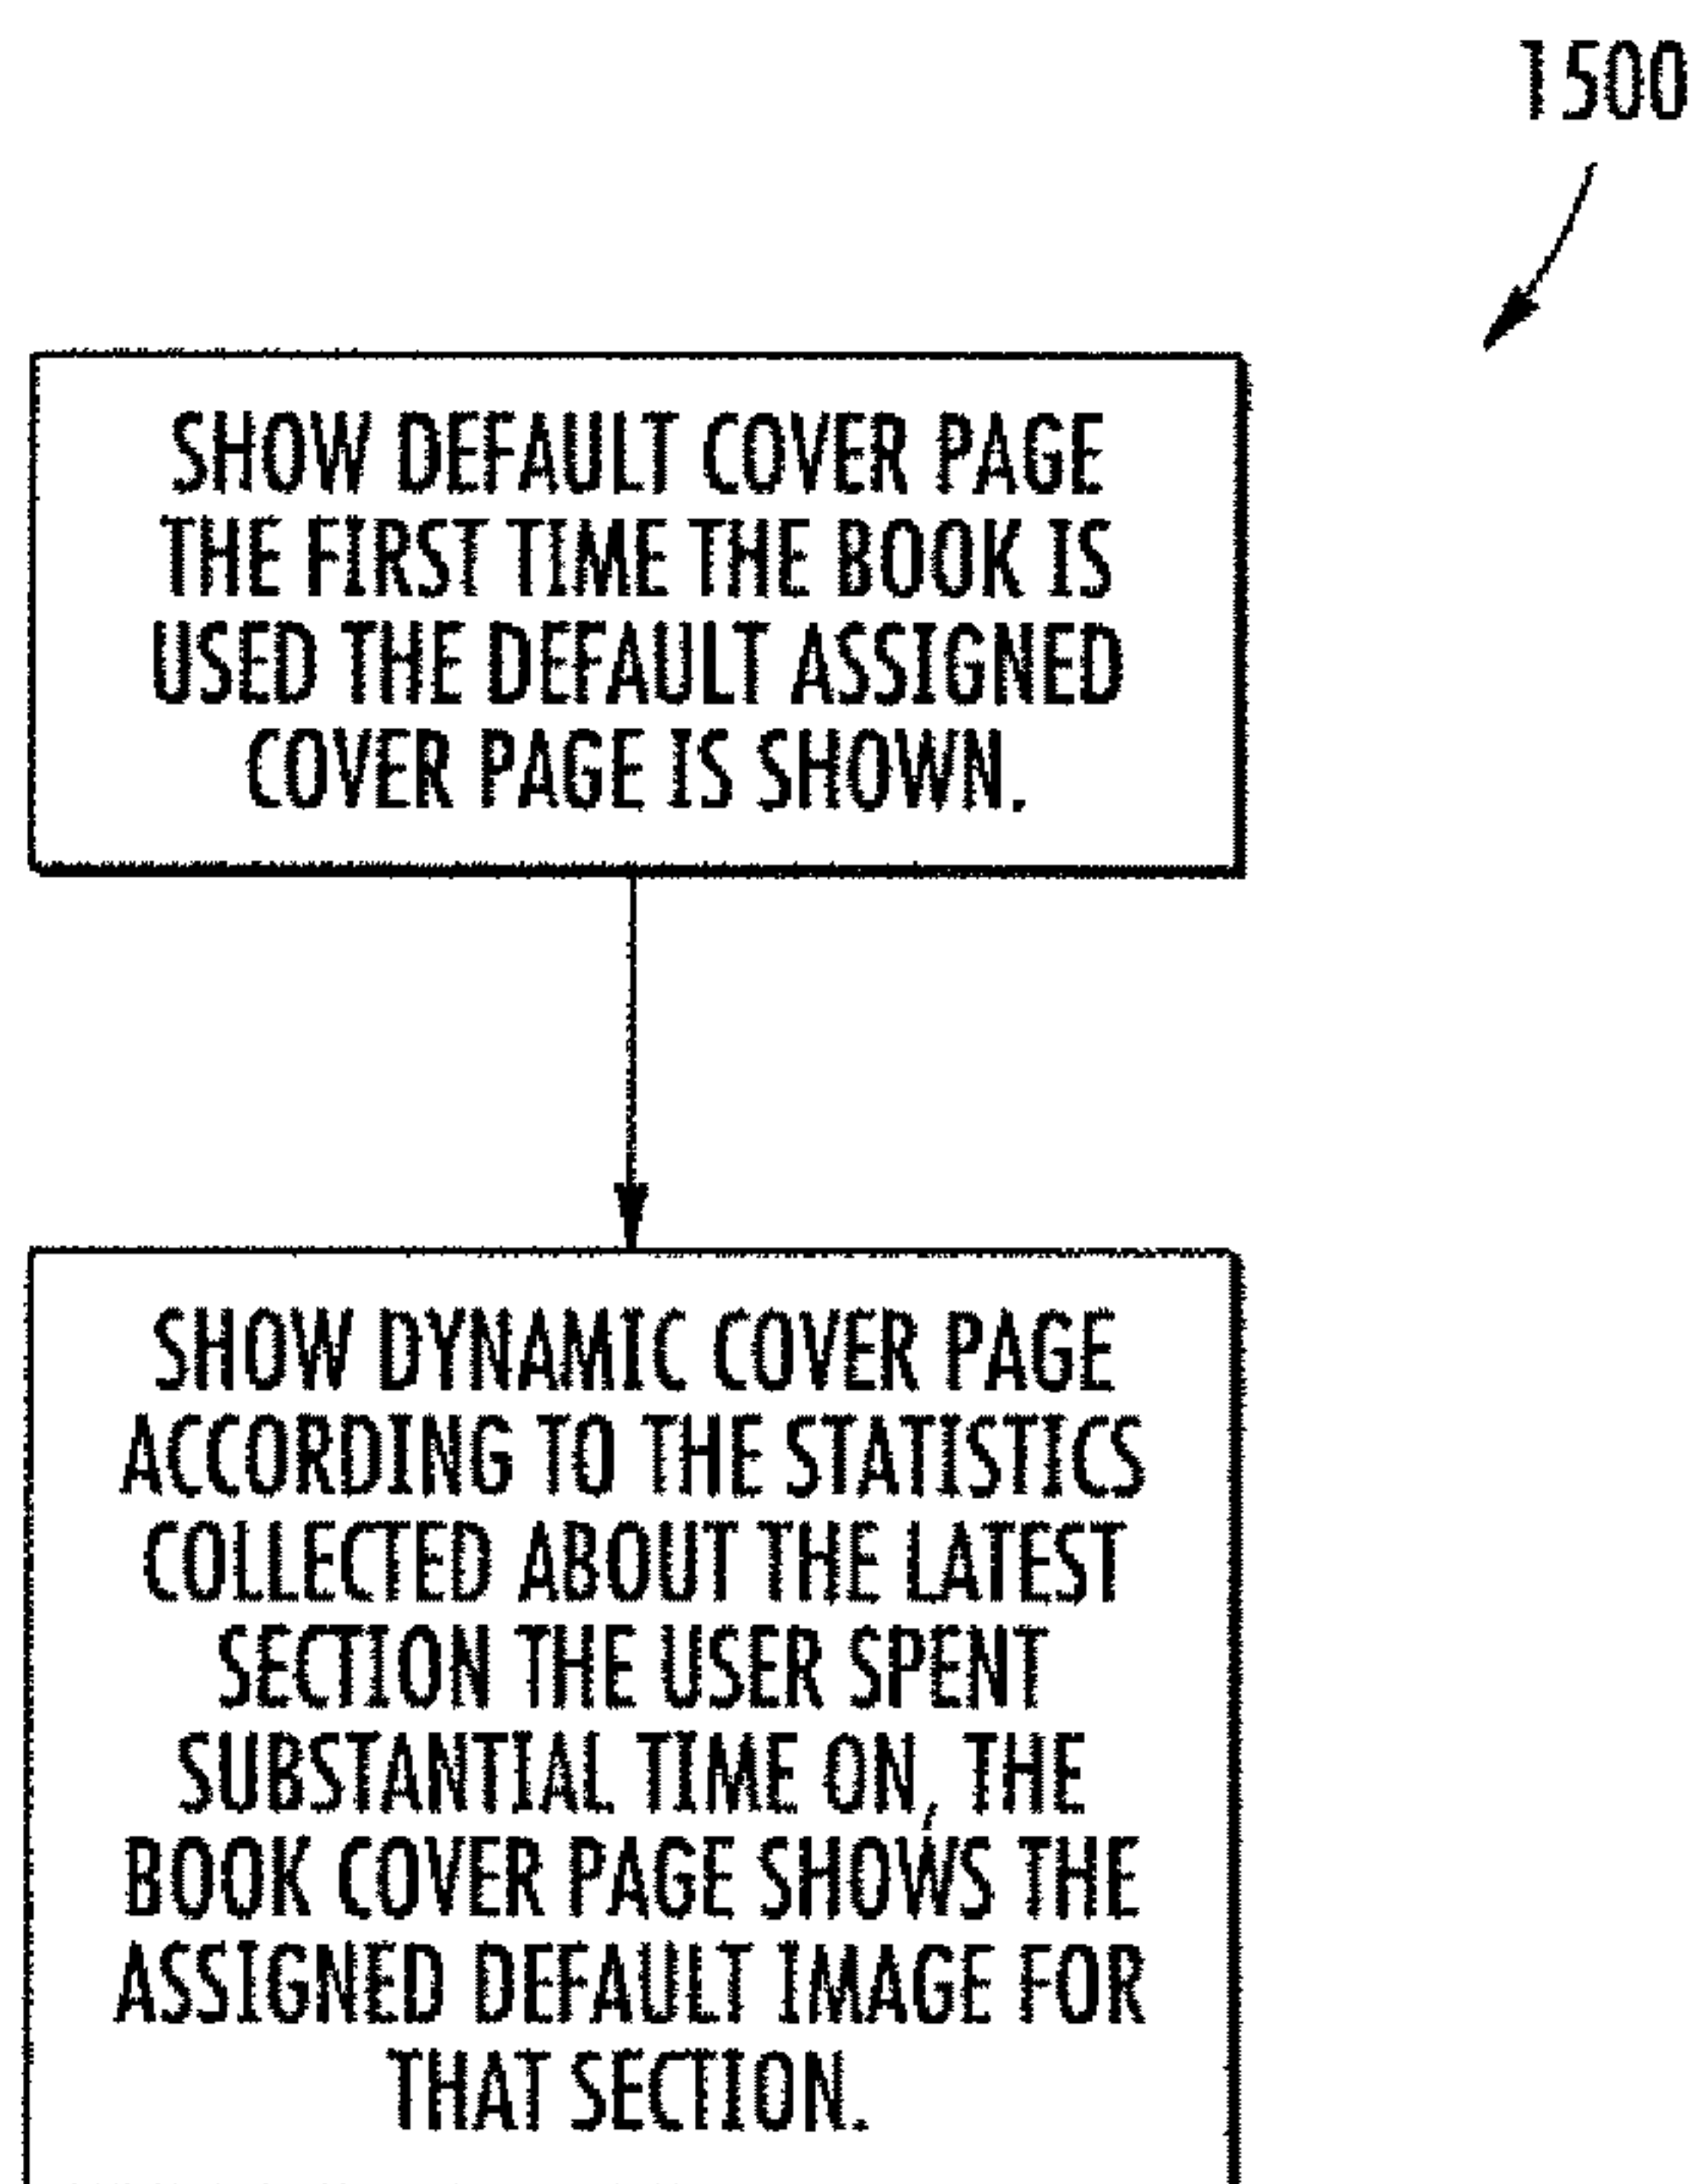 1500
SHOW DEFAULT COVER PAGE
THE FIRST TIME THE BOOK IS
USED THE DEFAULT ASSIGNED
COVER PAGE IS SHOWN.
SHOW DYNAMIC COVER PAGE
ACCORDING TO THE STATISTICS
COLLECTED ABOUT THE LATEST
SECTION THE USER SPENT
SUBSTANTIAL TIME ON, THE
BOOK COVER PAGE SHOWS THE
ASSIGNED DEFAULT IMAGE FOR
THAT SECTION.